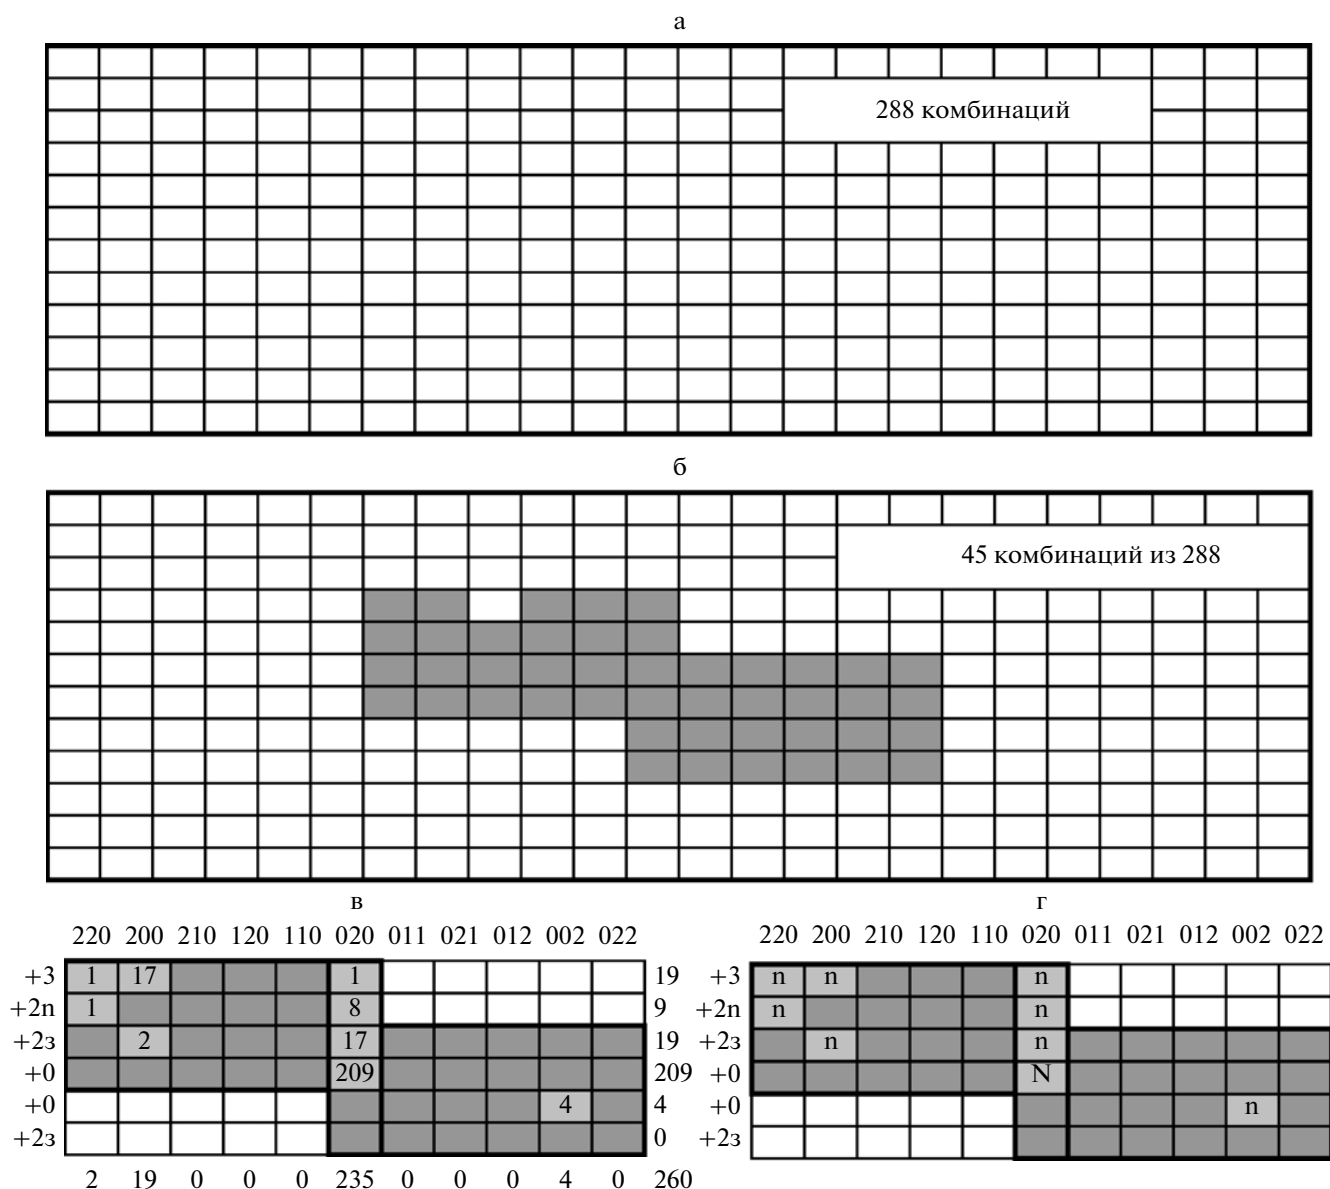 а
288 комбинаций
б
45 комбинаций из 288
в
220 200 210 120 110 020 011 021 012 002 022
+3 1 17 1 19
+2п 1 8 9
+2з 2 17 19
+0 209 209
+0 4 4
+2з 0
2 19 0 0 0 235 0 0 0 4 0 260
г
220 200 210 120 110 020 011 021 012 002 022
+3 n n n
+2п n n
+2з n n
+0 N
+0 n
+2з